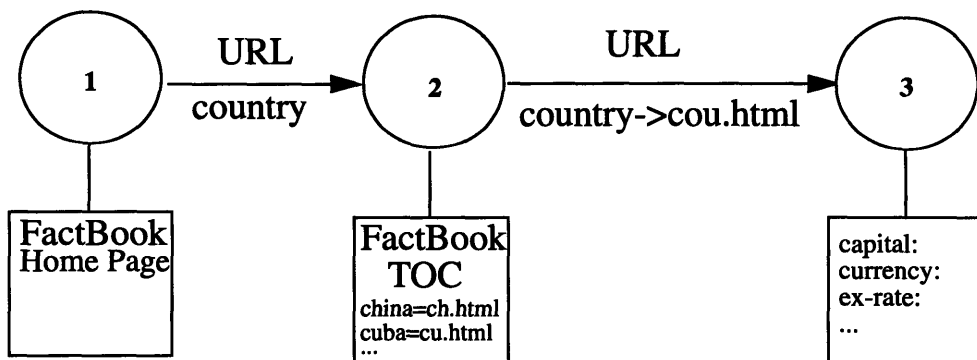 1
URL
country
2
URL
country->cou.html
3
FactBook
Home Page
FactBook
TOC
china=ch.html
cuba=cu.html
...
capital:
currency:
ex-rate:
...